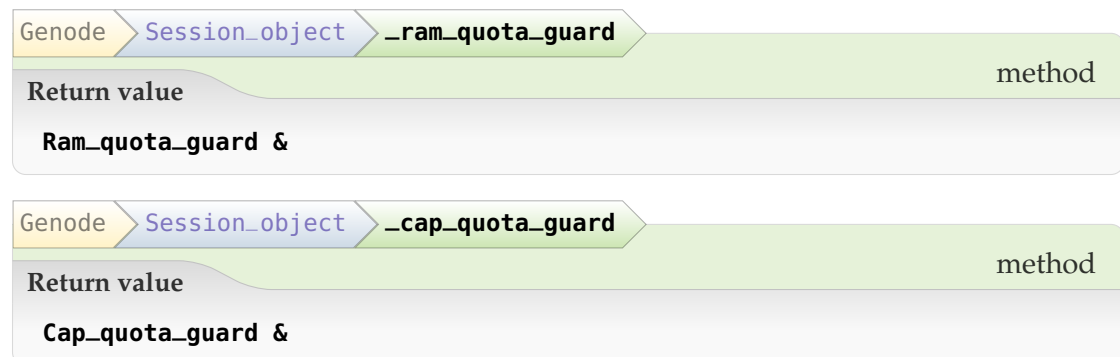 Genode Session_object _ram_quota_guard
method
Return value
Ram_quota_guard &
Genode Session_object _cap_quota_guard
method
Return value
Cap_quota_guard &